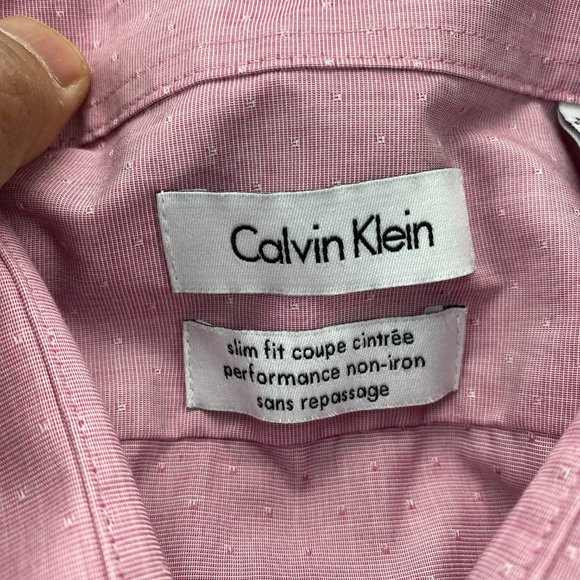 Calvin Klein
slim fit coupe cintrée
performance non-iron
sans repassage